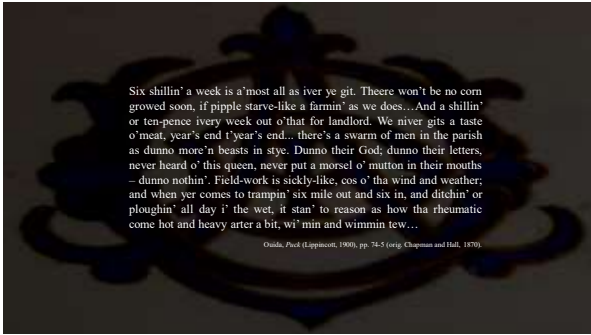 Six shillin’ a week is a’most all as iver ye git. Theere won’t be no corn
growed soon, if pipple starve-like a farmin’ as we does…And a shillin’
or ten-pence ivery week out o’that for landlord. We niver gits a taste
o’meat, year’s end t’year’s end... there’s a swarm of men in the parish
as dunno more’n beasts in stye. Dunno their God; dunno their letters,
never heard o’ this queen, never put a morsel o’ mutton in their mouths
– dunno nothin’. Field-work is sickly-like, cos o’ tha wind and weather;
and when yer comes to trampin’ six mile out and six in, and ditchin’ or
ploughin’ all day i’ the wet, it stan’ to reason as how tha rheumatic
come hot and heavy arter a bit, wi’ min and wimmin tew…
Ouida, Puck (Lippincott, 1900), pp. 74-5 (orig. Chapman and Hall, 1870).